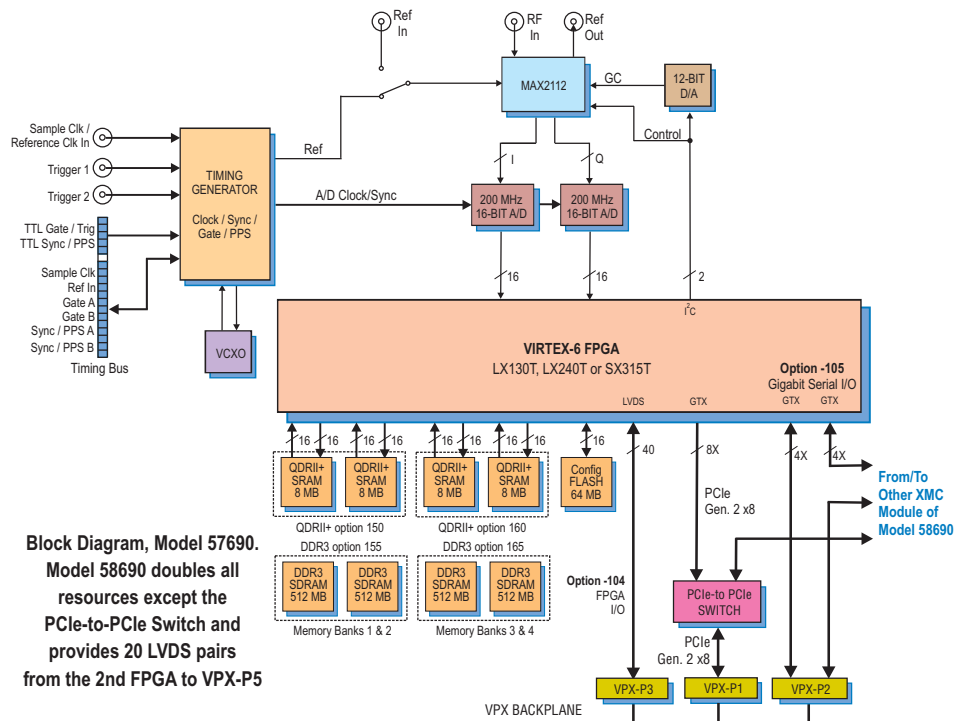 Ref
In
RF
In
Ref
Out
MAX2112
GC
12-BIT
D/A
Control
Sample Clk /
Reference Clk In
Trigger 1
Trigger 2
TTL Gate / Trig
TTL Sync / PPS
Sample Clk
Ref In
Gate A
Gate B
Sync / PPS A
Sync / PPS B
Timing Bus
TIMING
GENERATOR
Clock / Sync /
Gate / PPS
Ref
A/D Clock/Sync
VCXO
I
Q
200 MHz
16-BIT A/D
200 MHz
16-BIT A/D
16
16
2
I2C
VIRTEX-6 FPGA
LX130T, LX240T or SX315T
Option -105
Gigabit Serial I/O
LVDS
GTX
GTX
GTX
16
16
16
16
16
16
16
16
16
40
8X
4X
4X
QDRII+
SRAM
8 MB
QDRII+
SRAM
8 MB
QDRII+
SRAM
8 MB
QDRII+
SRAM
8 MB
Config
FLASH
64 MB
QDRII+ option 150
QDRII+ option 160
DDR3 option 155
DDR3 option 165
DDR3
SDRAM
512 MB
DDR3
SDRAM
512 MB
DDR3
SDRAM
512 MB
DDR3
SDRAM
512 MB
Memory Banks 1 & 2
Memory Banks 3 & 4
PCIe
Gen. 2 x8
From/To
Other XMC
Module of
Model 58690
Option -104
FPGA
I/O
PCIe-to PCIe
SWITCH
PCIe
Gen. 2 x8
VPX-P3
VPX-P1
VPX-P2
VPX BACKPLANE
Block Diagram, Model 57690.
Model 58690 doubles all
resources except the
PCIe-to-PCIe Switch and
provides 20 LVDS pairs
from the 2nd FPGA to VPX-P5